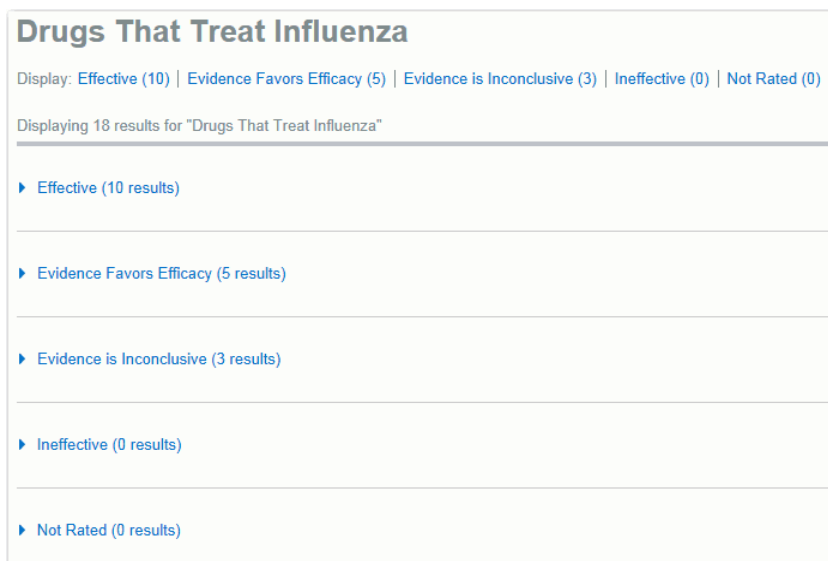 Drugs That Treat Influenza
Display: Effective (10) | Evidence Favors Efficacy (5) | Evidence is Inconclusive (3) | Ineffective (0) | Not Rated (0)
Displaying 18 results for "Drugs That Treat Influenza"
Effective (10 results)
Evidence Favors Efficacy (5 results)
Evidence is Inconclusive (3 results)
Ineffective (0 results)
Not Rated (0 results)